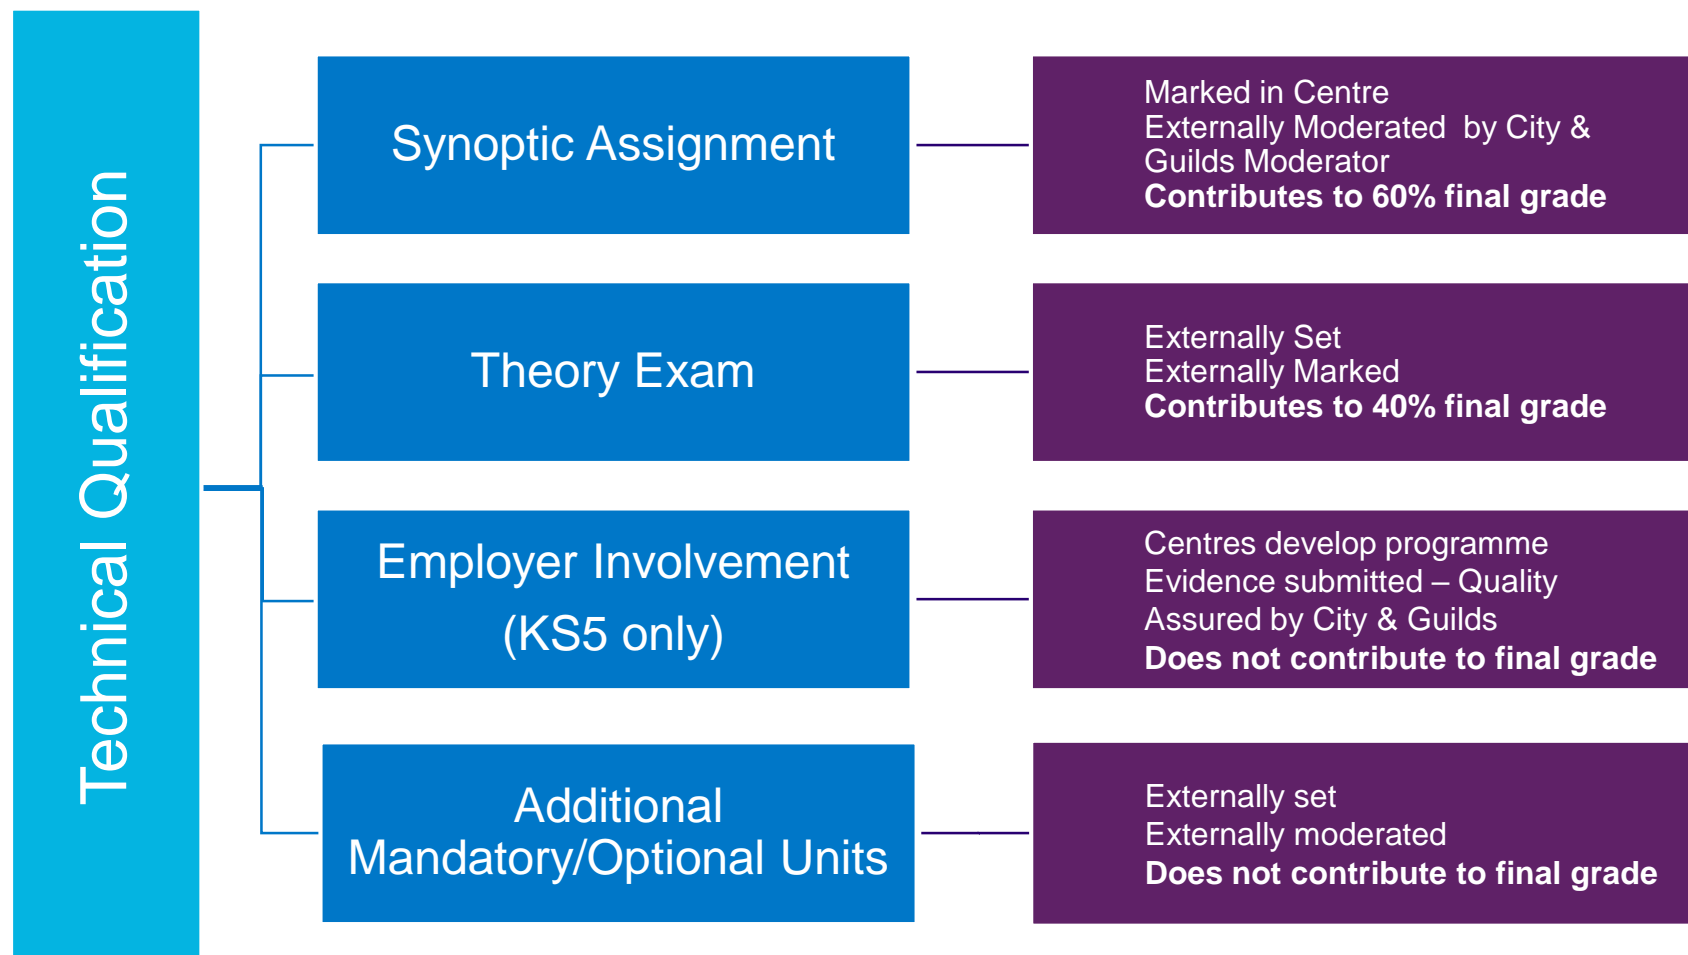 Technical Qualification
Synoptic Assignment
Marked in Centre
Externally Moderated  by City &
Guilds Moderator
Contributes to 60% final grade
Theory Exam
Externally Set
Externally Marked
Contributes to 40% final grade
Employer Involvement
(KS5 only)
Centres develop programme
Evidence submitted – Quality
Assured by City & Guilds
Does not contribute to final grade
Additional
Mandatory/Optional Units
Externally set
Externally moderated
Does not contribute to final grade